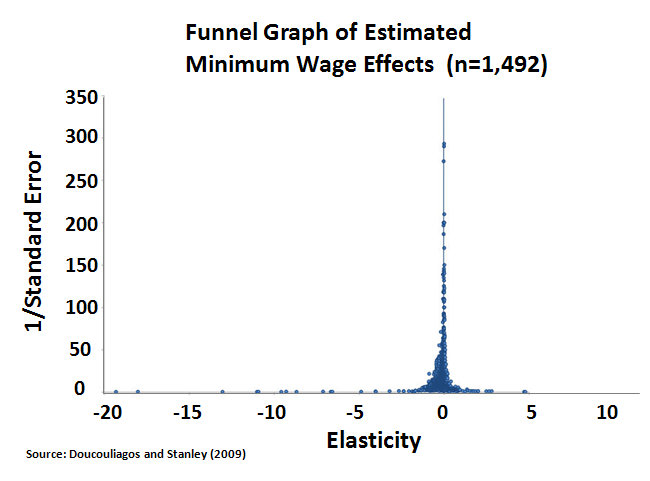 Funnel Graph of Estimated
Minimum Wage Effects (n=1,492)
350
300
250
200
150
100
50
0
1/Standard Error
-20 -15 -10 -5 0 5 10
Elasticity
Source: Doucouliagos and Stanley (2009)